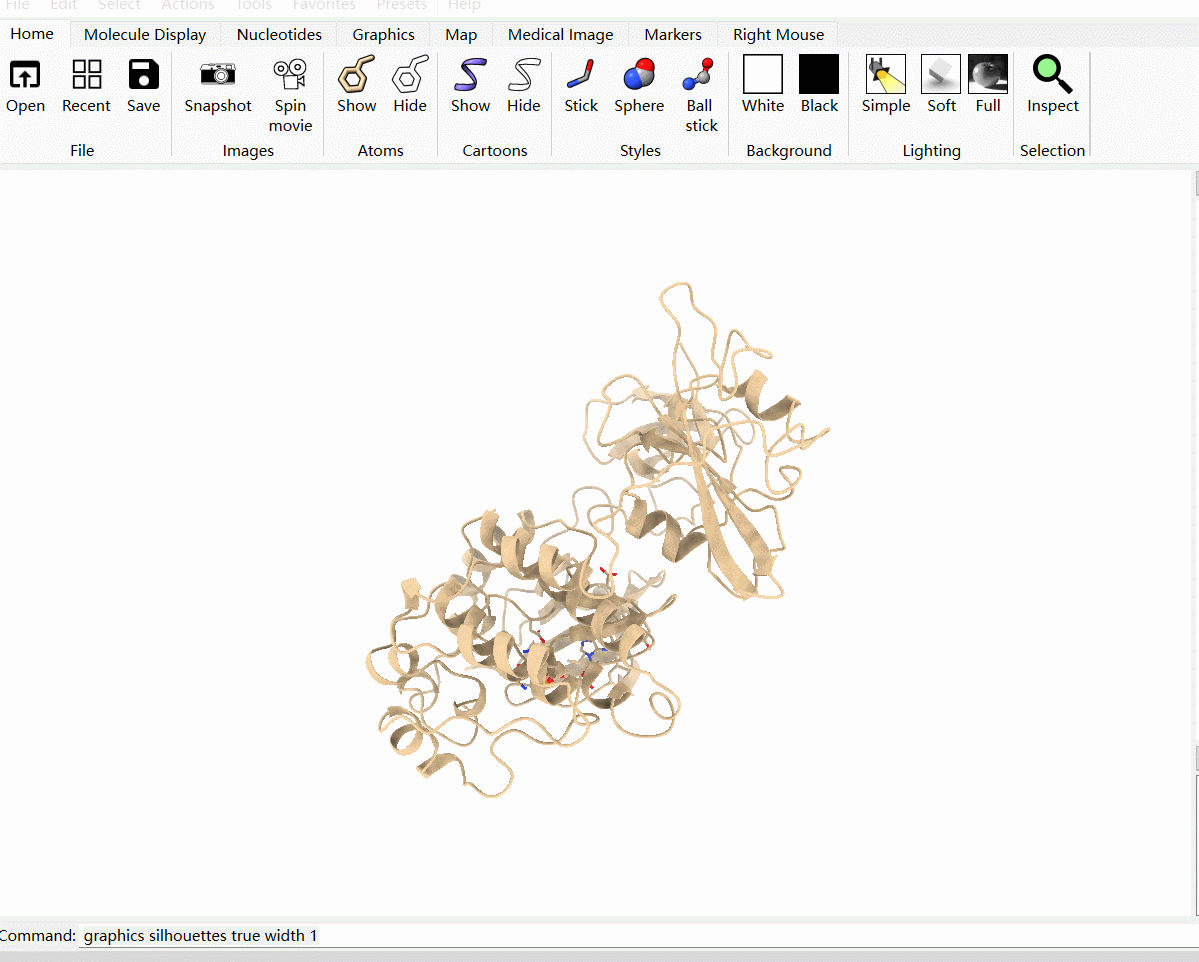 File Edit Select Actions Tools Favorites Presets Help
Home Molecule Display Nucleotides Graphics Map Medical Image Markers Right Mouse
Open Recent Save Snapshot Spin movie Show Hide Show Hide Stick Sphere Ball stick White Black Simple Soft Full Inspect
File Images Atoms Cartoons Styles Background Lighting Selection
Command: graphics silhouettes true width 1